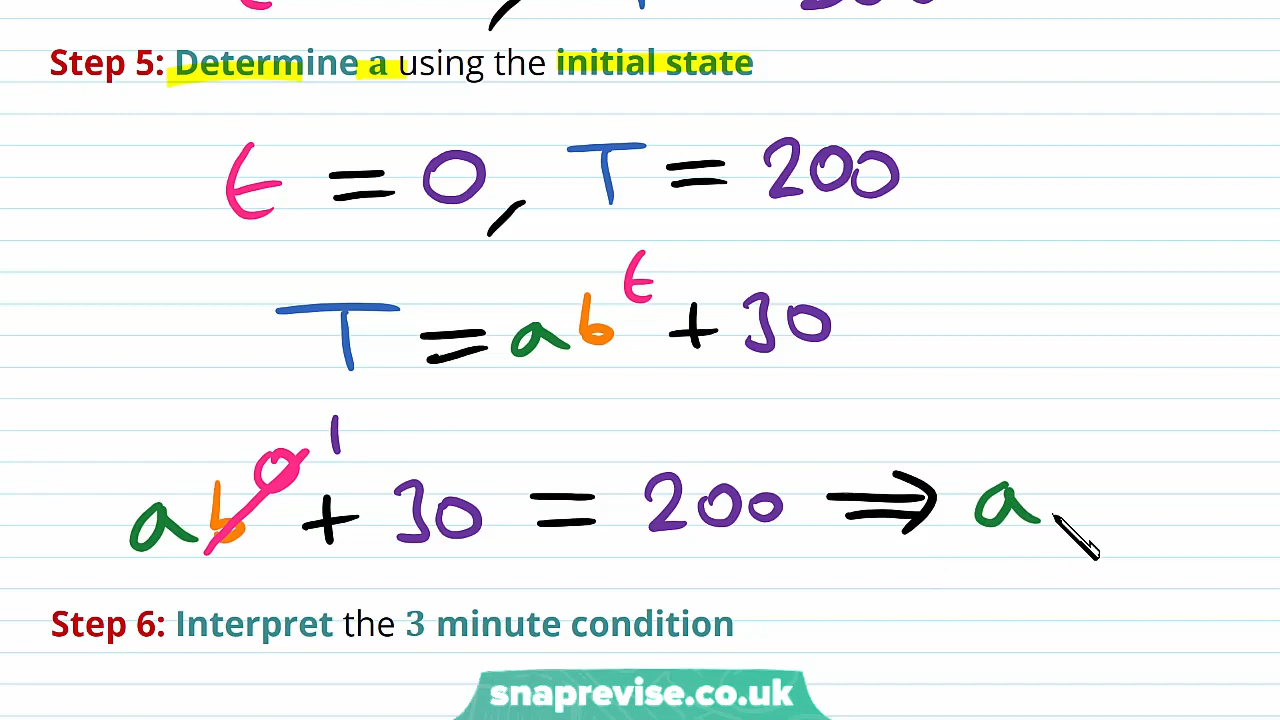 Step 5: Determine a using the initial state
t = 0, T = 200
T = ab^t + 30
ab^0 1 + 30 = 200 ⇒ a
Step 6: Interpret the 3 minute condition
snaprevise.co.uk